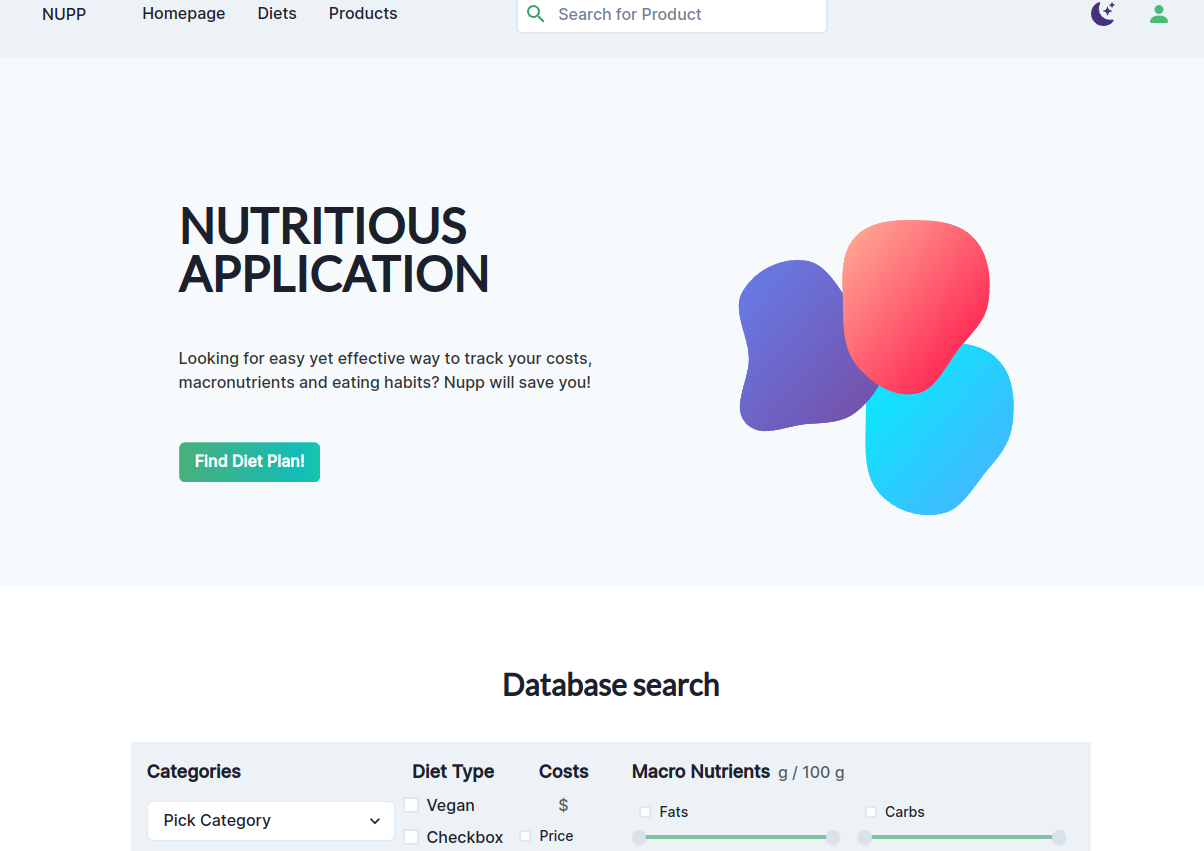 NUPP Homepage Diets Products Search for Product
NUTRITIOUS
APPLICATION
Looking for easy yet effective way to track your costs,
macronutrients and eating habits? Nupp will save you!
Find Diet Plan!
Database search
Categories Diet Type Costs Macro Nutrients g / 100 g
Vegan $
Fats Carbs
Pick Category
Checkbox Price